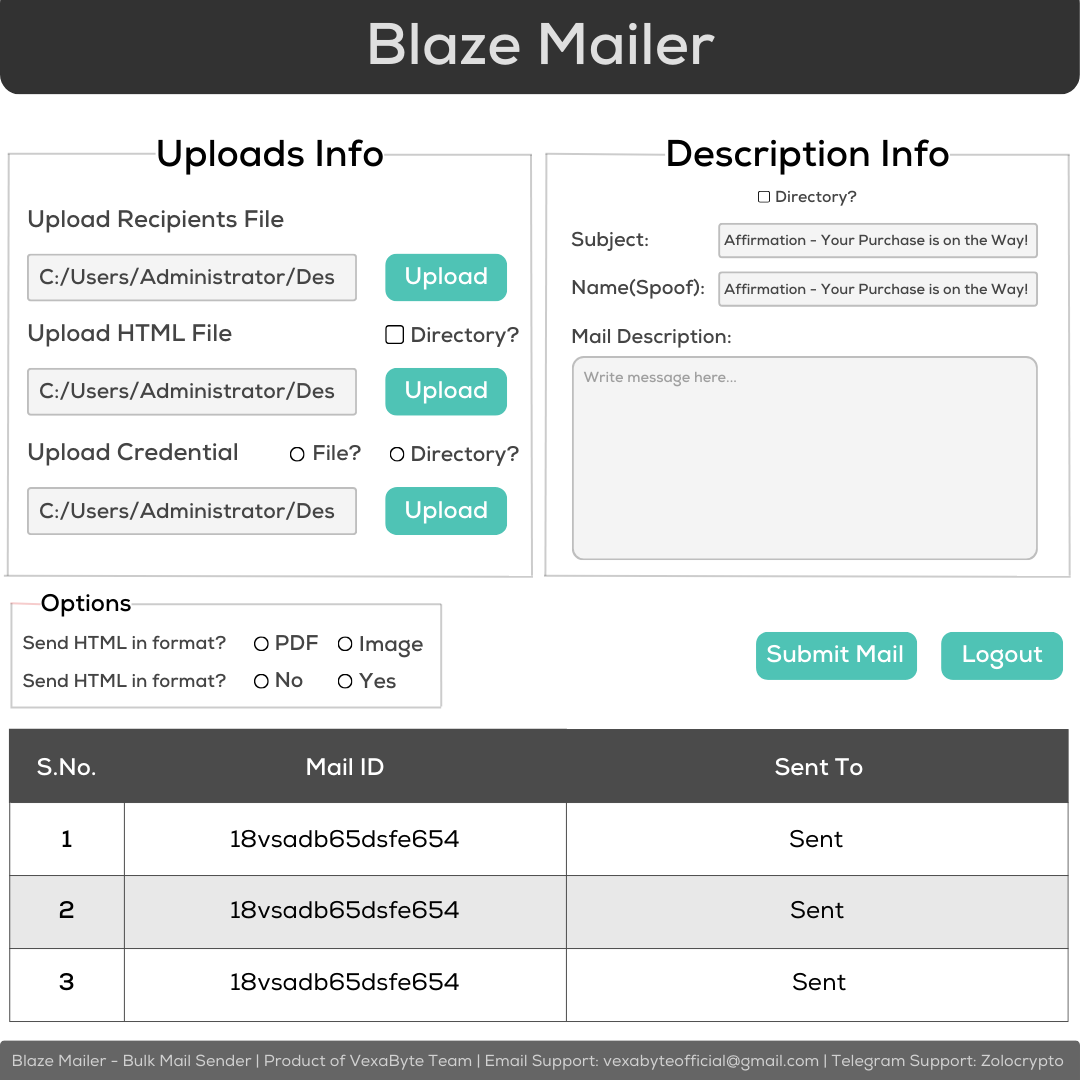 Blaze Mailer
Uploads Info
Upload Recipients File
C:/Users/Administrator/Des
Upload
Upload HTML File
Directory?
C:/Users/Administrator/Des
Upload
Upload Credential
File?
Directory?
C:/Users/Administrator/Des
Upload
Description Info
Directory?
Subject:
Affirmation - Your Purchase is on the Way!
Name(Spoof):
Affirmation - Your Purchase is on the Way!
Mail Description:
Write message here...
Options
Send HTML in format?
PDF
Image
Send HTML in format?
No
Yes
Submit Mail
Logout
S.No.
Mail ID
Sent To
1
18vsadb65dsfe654
Sent
2
18vsadb65dsfe654
Sent
3
18vsadb65dsfe654
Sent
Blaze Mailer - Bulk Mail Sender | Product of VexaByte Team | Email Support: vexabyteofficial@gmail.com | Telegram Support: Zolocrypto